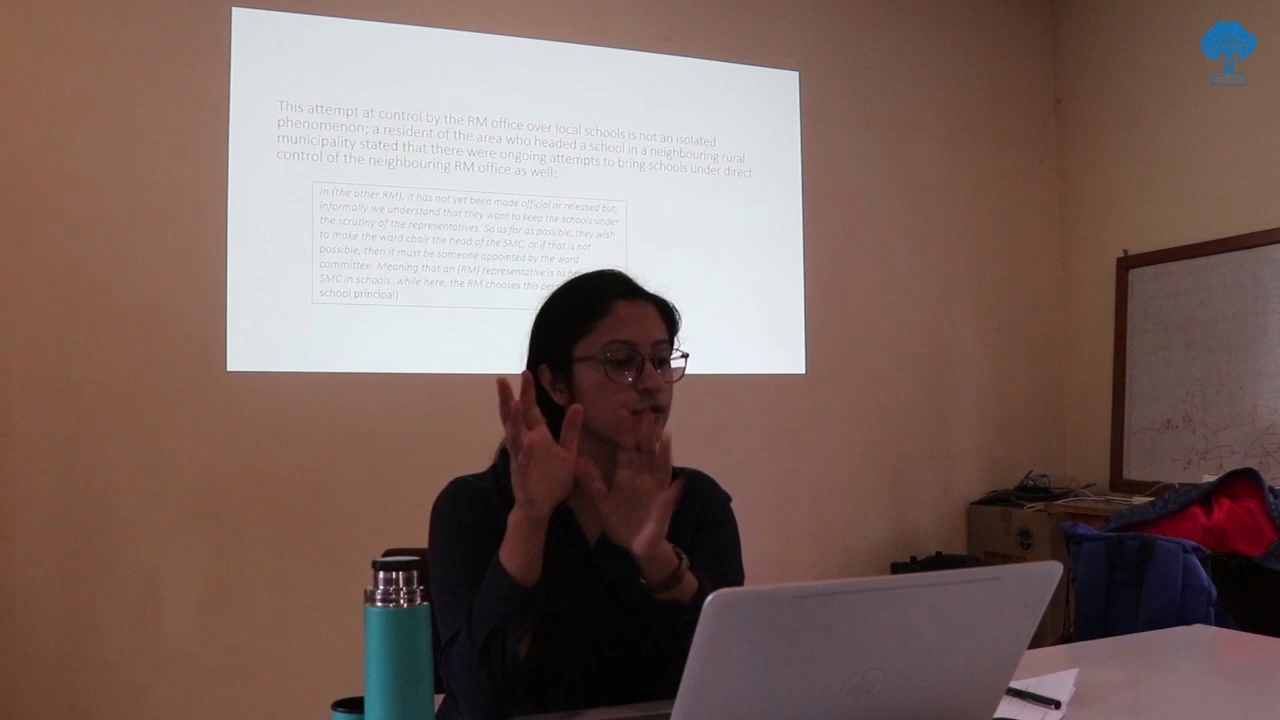 This attempt at control by the RM office over local schools is not an isolated
phenomenon; a resident of the area who headed a school in a neighbouring rural
municipality stated that there were ongoing attempts to bring schools under direct
control of the neighbouring RM office as well:
In (the other RM), it has not yet been made official or released but,
informally we understand that they want to keep the schools under
the scrutiny of the representatives. So as far as possible, they wish
to make the ward chair the head of the SMC, or if that is not
possible, then it must be someone appointed by the ward
committee. Meaning that an (RM) representative is to
SMC in schools, while here, the RM chooses this
school principal)